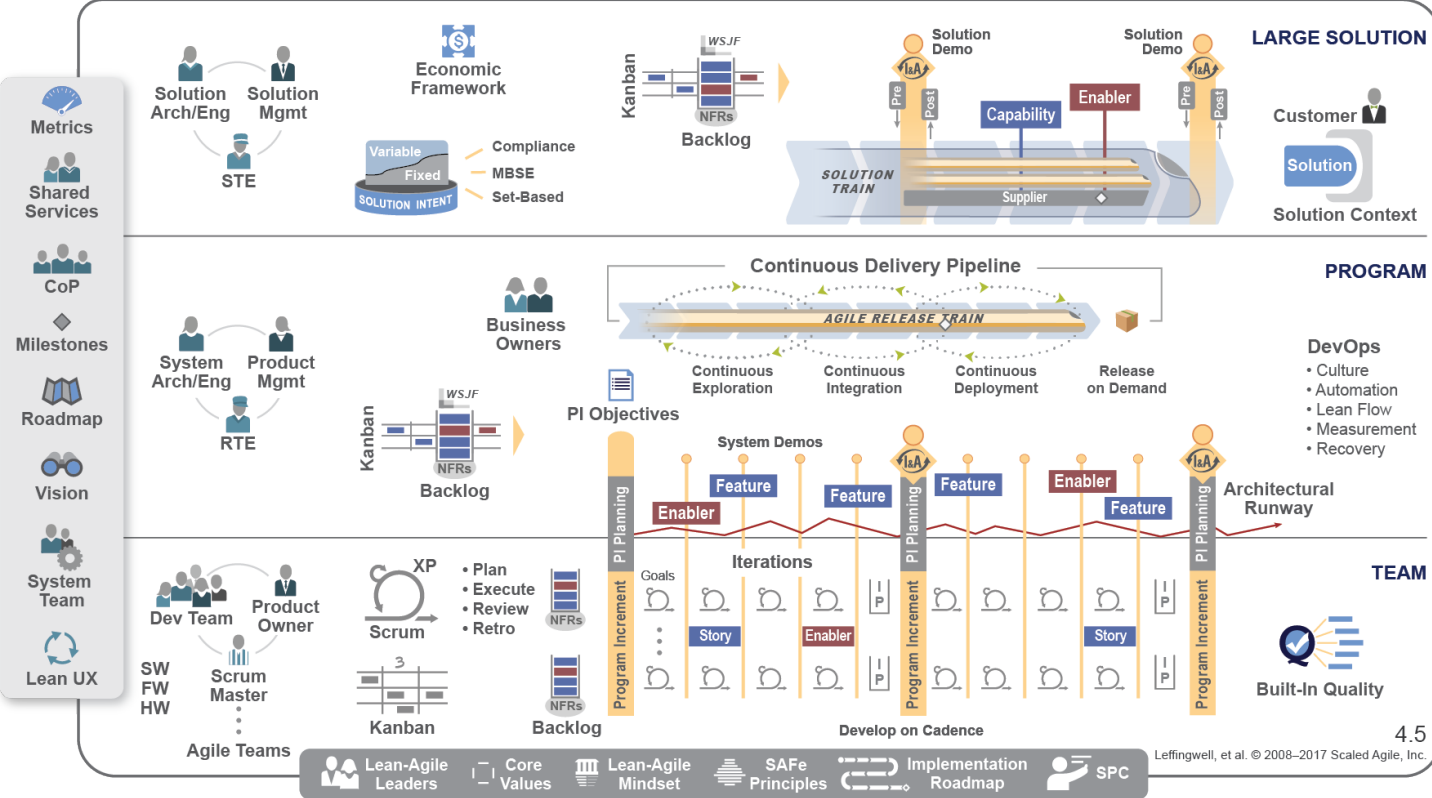 Metrics
Shared
Services
CoP
Milestones
Roadmap
Vision
System
Team
Lean UX
LARGE SOLUTION
Solution
Arch/Eng
Solution
Mgmt
STE
Economic
Framework
Variable
Fixed
SOLUTION INTENT
Compliance
MBSE
Set-Based
Kanban
WSJF
NFRs
Backlog
Solution
Demo
I&A
Pre
Post
Capability
Enabler
Solution
Demo
I&A
Pre
Post
SOLUTION
TRAIN
Supplier
Customer
Solution
Solution Context
PROGRAM
System
Arch/Eng
Product
Mgmt
RTE
Business
Owners
Continuous Delivery Pipeline
AGILE RELEASE TRAIN
Continuous
Exploration
Continuous
Integration
Continuous
Deployment
Release
on Demand
DevOps
• Culture
• Automation
• Lean Flow
• Measurement
• Recovery
Kanban
WSJF
NFRs
Backlog
PI Objectives
System Demos
Enabler
Feature
Feature
I&A
Feature
Enabler
Feature
I&A
Architectural
Runway
PI Planning
PI Planning
PI Planning
TEAM
Dev Team
Product
Owner
Scrum
Master
SW
FW
HW
Agile Teams
XP
Scrum
• Plan
• Execute
• Review
• Retro
3
Kanban
NFRs
NFRs
Backlog
Program Increment
Goals
Iterations
Story
Enabler
I
P
I
P
Program Increment
Story
I
P
I
P
Program Increment
Develop on Cadence
Built-In Quality
4.5
Leffingwell, et al. © 2008–2017 Scaled Agile, Inc.
Lean-Agile
Leaders
Core
Values
Lean-Agile
Mindset
SAFe
Principles
Implementation
Roadmap
SPC